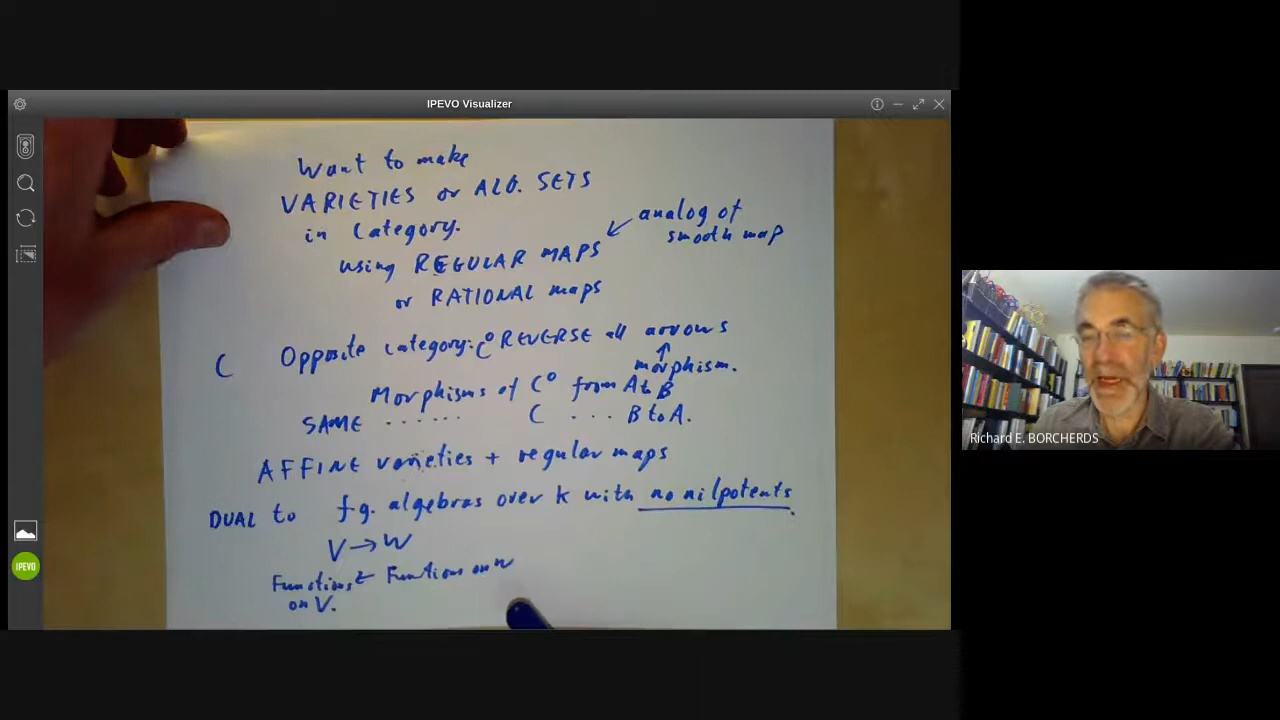 IPEVO Visualizer
Want to make
VARIETIES or ALG. SETS
in Category.
analog of
smooth map
using REGULAR MAPS
or RATIONAL maps
C Opposite category: C° REVERSE all arrows
morphism.
Morphisms of C° from A to B
SAME ...... C ... B to A.
AFFINE varieties + regular maps
DUAL to f.g. algebras over k with no nilpotents.
V → W
Functions ← Functions on W
on V.
IPEVO
Richard E. BORCHERDS